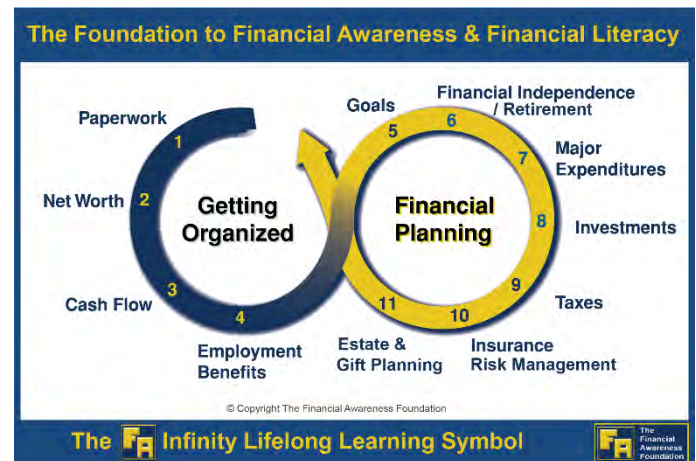 The Foundation to Financial Awareness & Financial Literacy
Paperwork
1
Net Worth
2
Cash Flow
3
4
Employment
Benefits
Getting
Organized
Goals
5
Financial Independence
/ Retirement
6
7
Major
Expenditures
8
Investments
9
Taxes
10
Insurance
Risk Management
11
Estate &
Gift Planning
Financial
Planning
© Copyright The Financial Awareness Foundation
The FA Infinity Lifelong Learning Symbol
FA
The
Financial
Awareness
Foundation